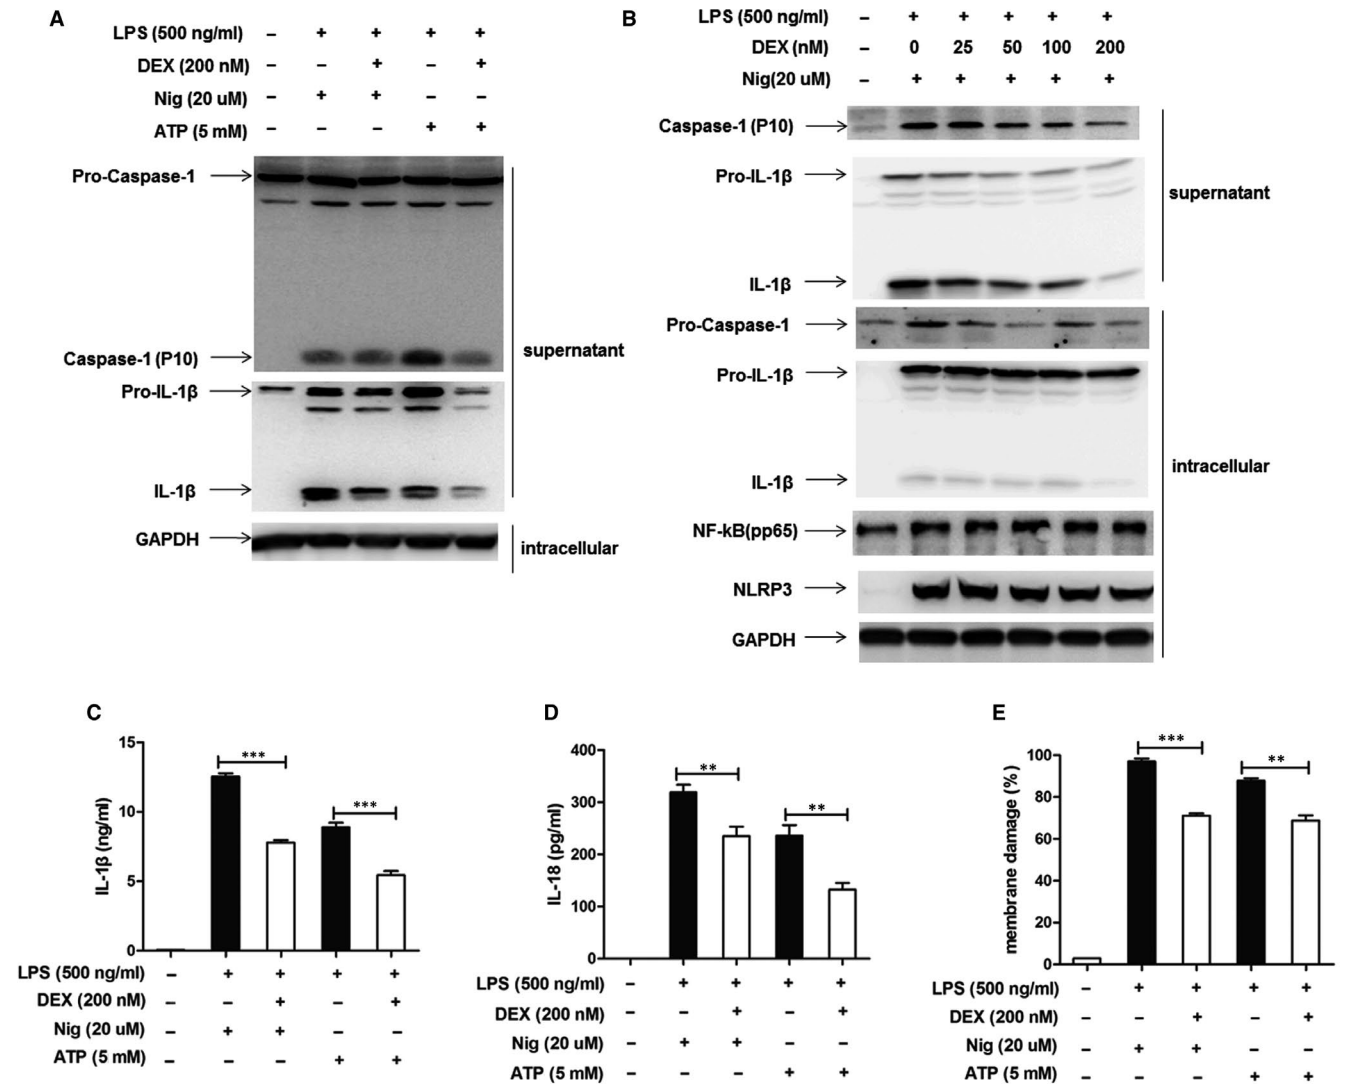 A
LPS (500 ng/ml) – + + + +
DEX (200 nM) – – + – +
Nig (20 uM) – + + – –
ATP (5 mM) – – – + +
Pro-Caspase-1
Caspase-1 (P10)
supernatant
Pro-IL-1β
IL-1β
GAPDH
intracellular
B
LPS (500 ng/ml) – + + + + +
DEX (nM) – 0 25 50 100 200
Nig(20 uM) – + + + + +
Caspase-1 (P10)
Pro-IL-1β
supernatant
IL-1β
Pro-Caspase-1
Pro-IL-1β
intracellular
IL-1β
NF-kB(pp65)
NLRP3
GAPDH
C
IL-1β (ng/ml)
15
10
5
0
***
***
LPS (500 ng/ml) – + + + +
DEX (200 nM) – – + – +
Nig (20 uM) – + + – –
ATP (5 mM) – – – + +
D
IL-18 (pg/ml)
400
300
200
100
0
**
**
LPS (500 ng/ml) – + + + +
DEX (200 nM) – – + – +
Nig (20 uM) – + + – –
ATP (5 mM) – – – + +
E
membrane damage (%)
100
80
60
40
20
0
***
**
LPS (500 ng/ml) – + + + +
DEX (200 nM) – – + – +
Nig (20 uM) – + + – –
ATP (5 mM) – – – + +